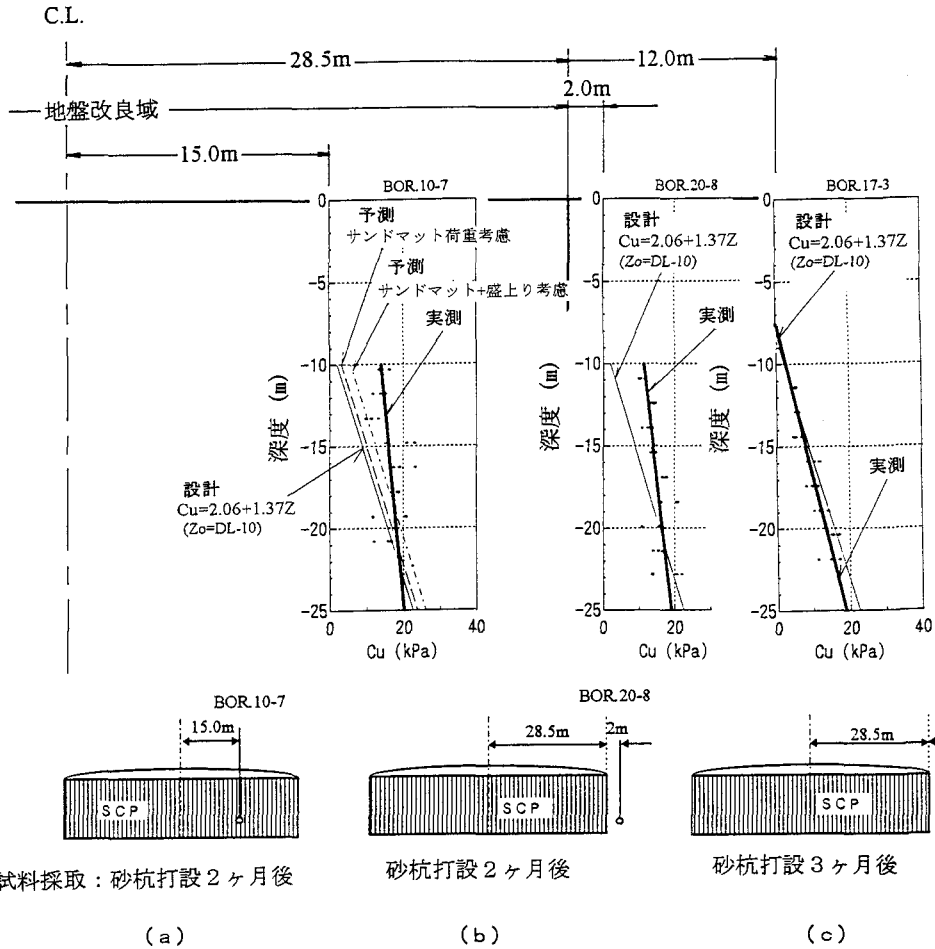 C.L.
28.5m
12.0m
2.0m
地盤改良域
15.0m
BOR.10-7
BOR.20-8
BOR.17-3
0
予測
サンドマット荷重考慮
予測
サンドマット+盛上り考慮
実測
設計
Cu=2.06+1.37Z
(Zo=DL-10)
-5
-10
-15
-20
-25
深度 (m)
0
20
40
Cu (kPa)
0
設計
Cu=2.06+1.37Z
(Zo=DL-10)
実測
-5
-10
-15
-20
-25
深度 (m)
0
20
Cu (kPa)
0
設計
Cu=2.06+1.37Z
(Zo=DL-10)
実測
-5
-10
-15
-20
-25
深度 (m)
0
20
40
Cu (kPa)
BOR.10-7
15.0m
SCP
BOR.20-8
28.5m
2m
SCP
28.5m
SCP
試料採取：砂杭打設２ヶ月後
砂杭打設２ヶ月後
砂杭打設３ヶ月後
(a)
(b)
(c)